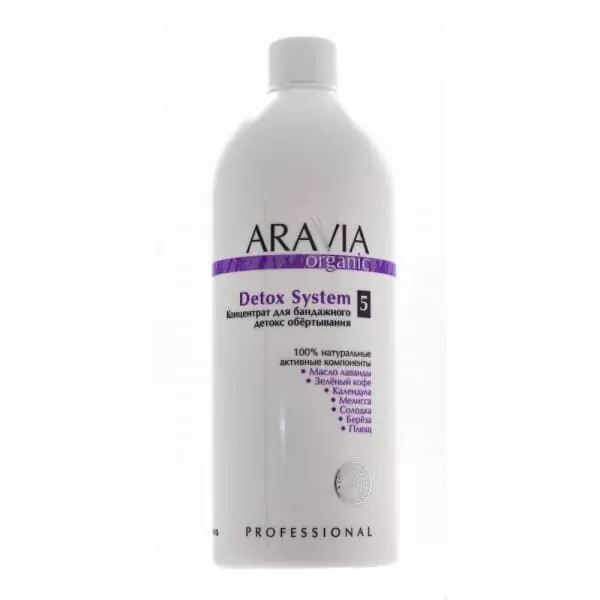 ARAVIA
organic
Detox System 5
Концентрат для бандажного
детокс обёртывания
100% натуральные
активные компоненты
• Масло лаванды
• Зелёный кофе
• Календула
• Мелисса
• Солодка
• Берёза
• Плющ
PROFESSIONAL